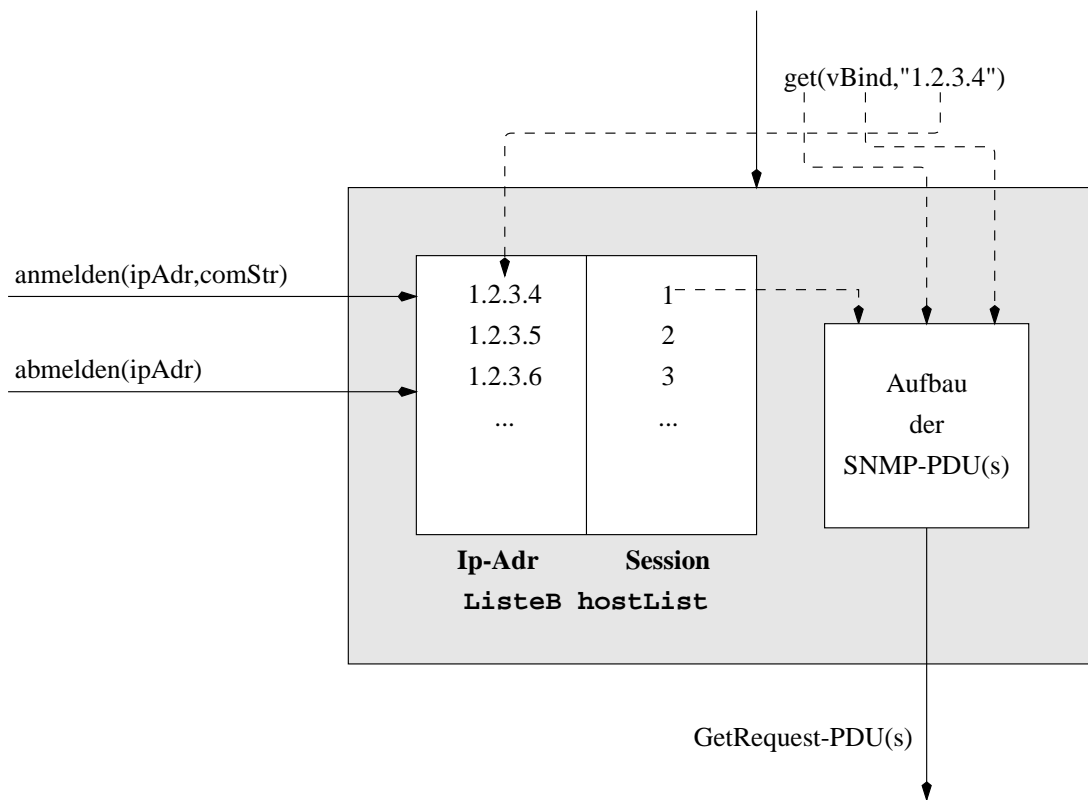 get(vBind,"1.2.3.4")
anmelden(ipAdr,comStr)
abmelden(ipAdr)
1.2.3.4 1
1.2.3.5 2
1.2.3.6 3
... ...
Ip-Adr Session
ListeB hostList
Aufbau
der
SNMP-PDU(s)
GetRequest-PDU(s)